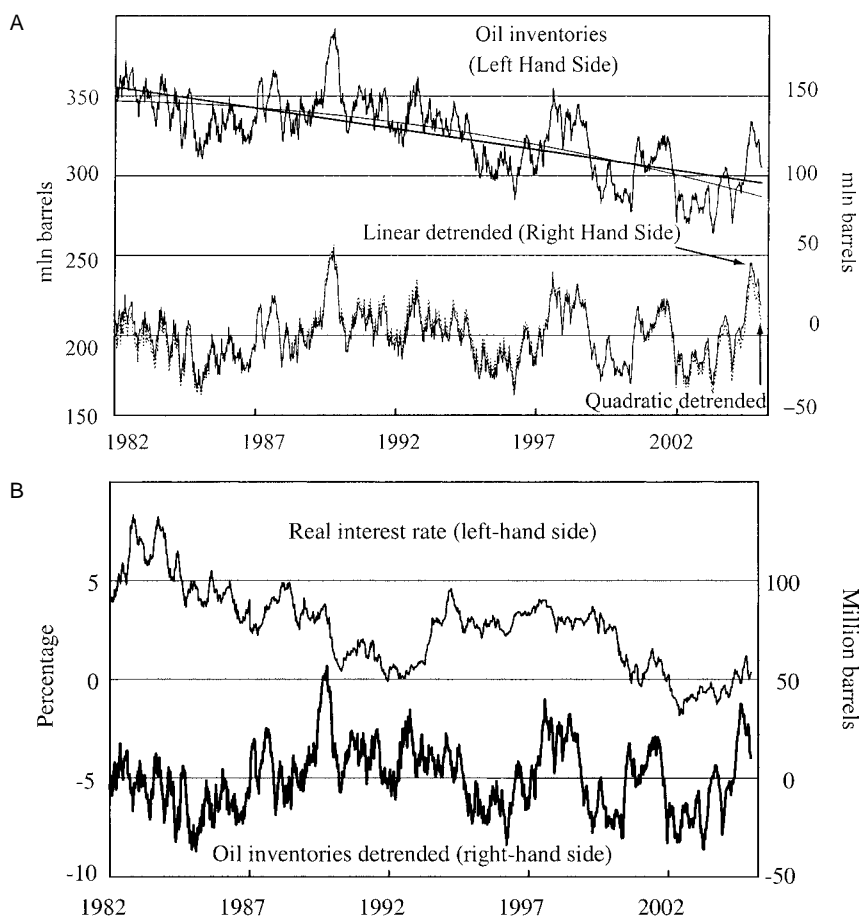 A
Oil inventories
(Left Hand Side)
350
300
250
200
150
mln barrels
150
100
50
0
−50
mln barrels
Linear detrended (Right Hand Side)
Quadratic detrended
1982
1987
1992
1997
2002
B
Real interest rate (left-hand side)
5
0
-5
-10
Percentage
100
50
0
-50
Million barrels
Oil inventories detrended (right-hand side)
1982
1987
1992
1997
2002